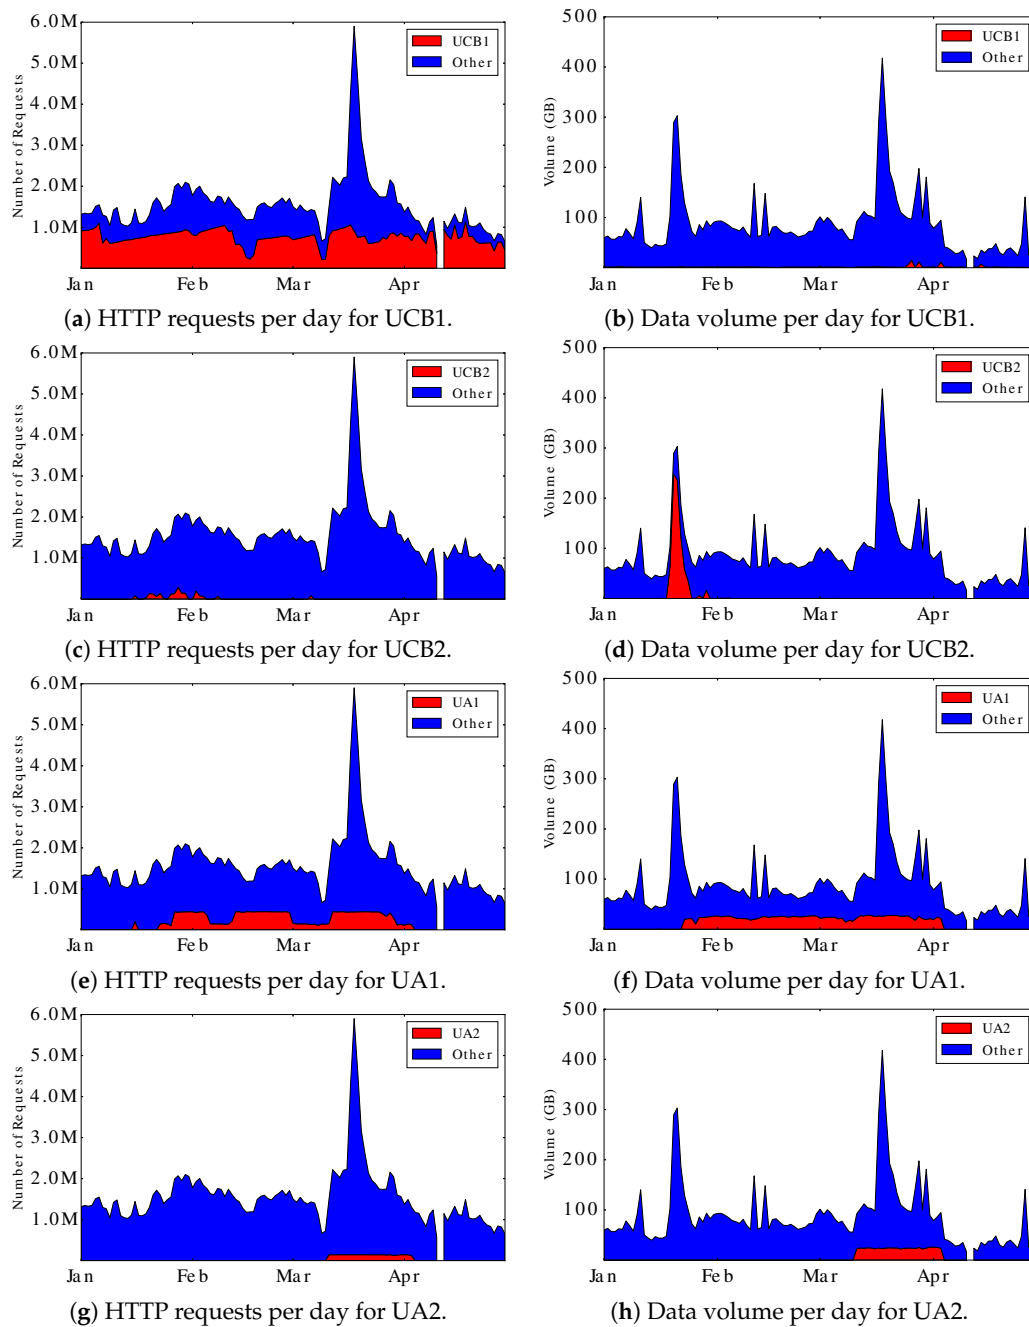 6.0M
5.0M
4.0M
3.0M
2.0M
1.0M
Number of Requests
UCB1
Other
Jan Feb Mar Apr
(a) HTTP requests per day for UCB1.
500
400
300
200
100
Volume (GB)
UCB1
Other
Jan Feb Mar Apr
(b) Data volume per day for UCB1.
6.0M
5.0M
4.0M
3.0M
2.0M
1.0M
Number of Requests
UCB2
Other
Jan Feb Mar Apr
(c) HTTP requests per day for UCB2.
500
400
300
200
100
Volume (GB)
UCB2
Other
Jan Feb Mar Apr
(d) Data volume per day for UCB2.
6.0M
5.0M
4.0M
3.0M
2.0M
1.0M
Number of Requests
UA1
Other
Jan Feb Mar Apr
(e) HTTP requests per day for UA1.
500
400
300
200
100
Volume (GB)
UA1
Other
Jan Feb Mar Apr
(f) Data volume per day for UA1.
6.0M
5.0M
4.0M
3.0M
2.0M
1.0M
Number of Requests
UA2
Other
Jan Feb Mar Apr
(g) HTTP requests per day for UA2.
500
400
300
200
100
Volume (GB)
UA2
Other
Jan Feb Mar Apr
(h) Data volume per day for UA2.